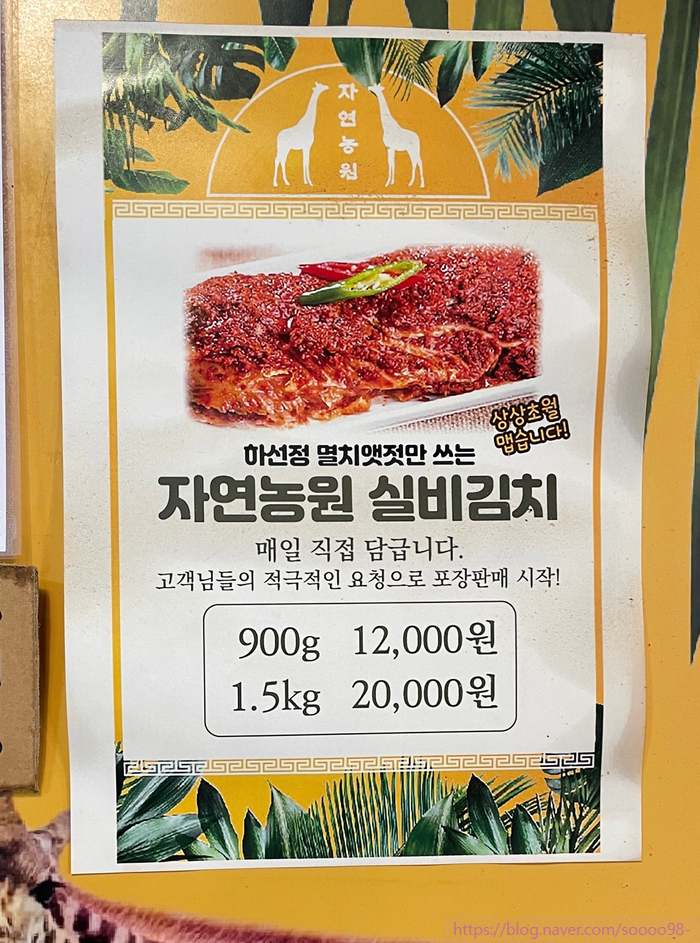 자연농원
상상초월
맵습니다!
하선정 멸치앳젓만 쓰는
자연농원 실비김치
매일 직접 담급니다.
고객님들의 적극적인 요청으로 포장판매 시작!
900g 12,000원
1.5kg 20,000원
https://blog.naver.com/soooo98-